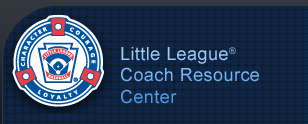 CHARACTER
COURAGE
LOYALTY
Little League®
Coach Resource
Center